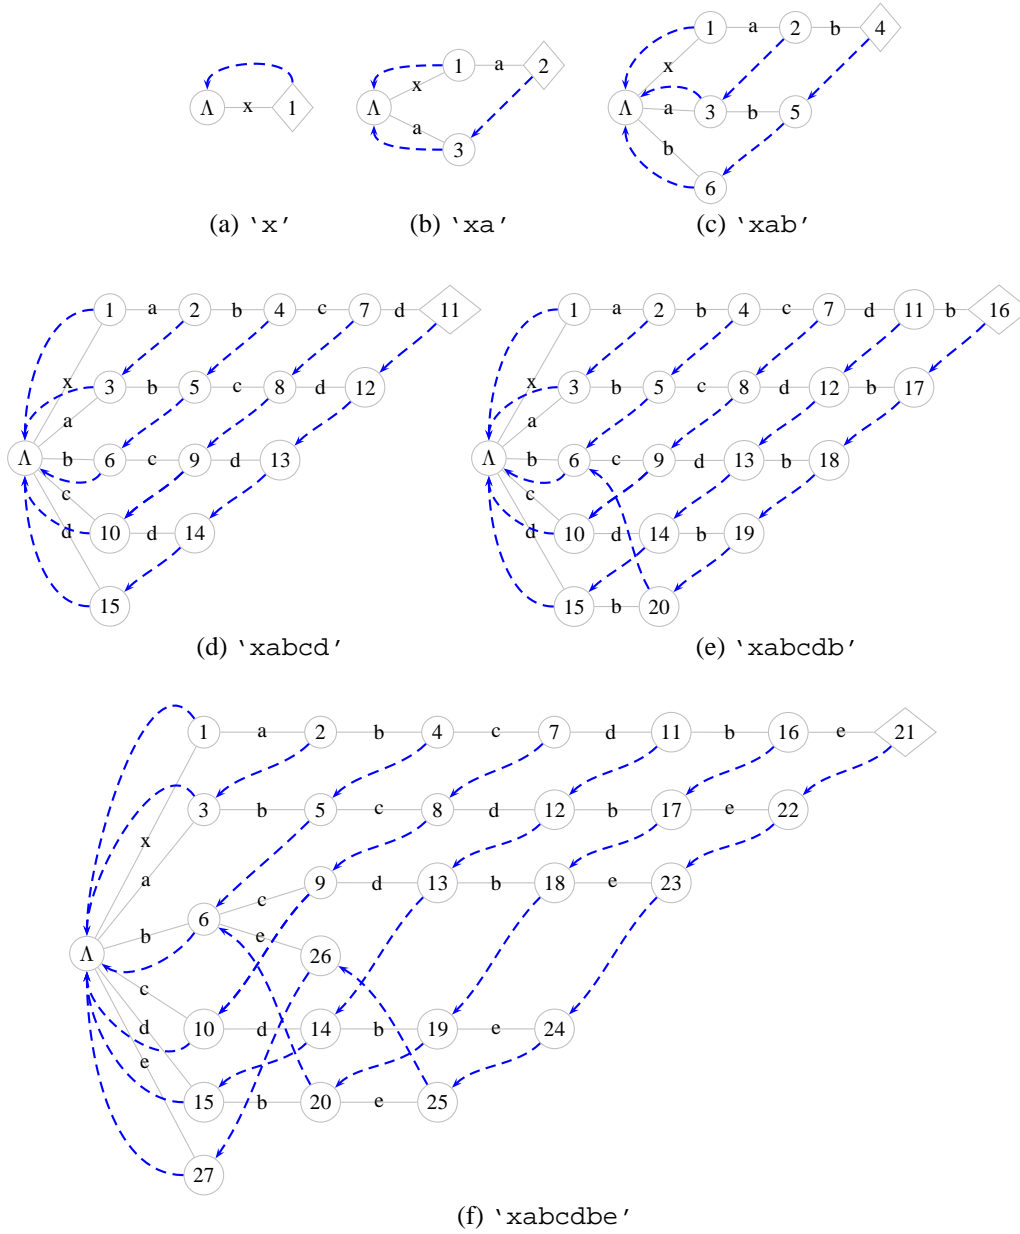 1 a 2 b 4
x
Λ x 1
1 a 2
x
Λ
a
3
Λ a 3 b 5
b
6
(a) ‘x’ (b) ‘xa’ (c) ‘xab’
1 a 2 b 4 c 7 d 11
x
3 b 5 c 8 d 12
a
Λ b 6 c 9 d 13
c
d 10 d 14
15
(d) ‘xabcd’
1 a 2 b 4 c 7 d 11 b 16
x
3 b 5 c 8 d 12 b 17
a
Λ b 6 c 9 d 13 b 18
c
d 10 d 14 b 19
15 b 20
(e) ‘xabcdb’
1 a 2 b 4 c 7 d 11 b 16 e 21
3 b 5 c 8 d 12 b 17 e 22
x
a
9 d 13 b 18 e 23
c
b 6 e
Λ 26
c
d 10 d 14 b 19 e 24
e
15 b 20 e 25
27
(f) ‘xabcdbe’